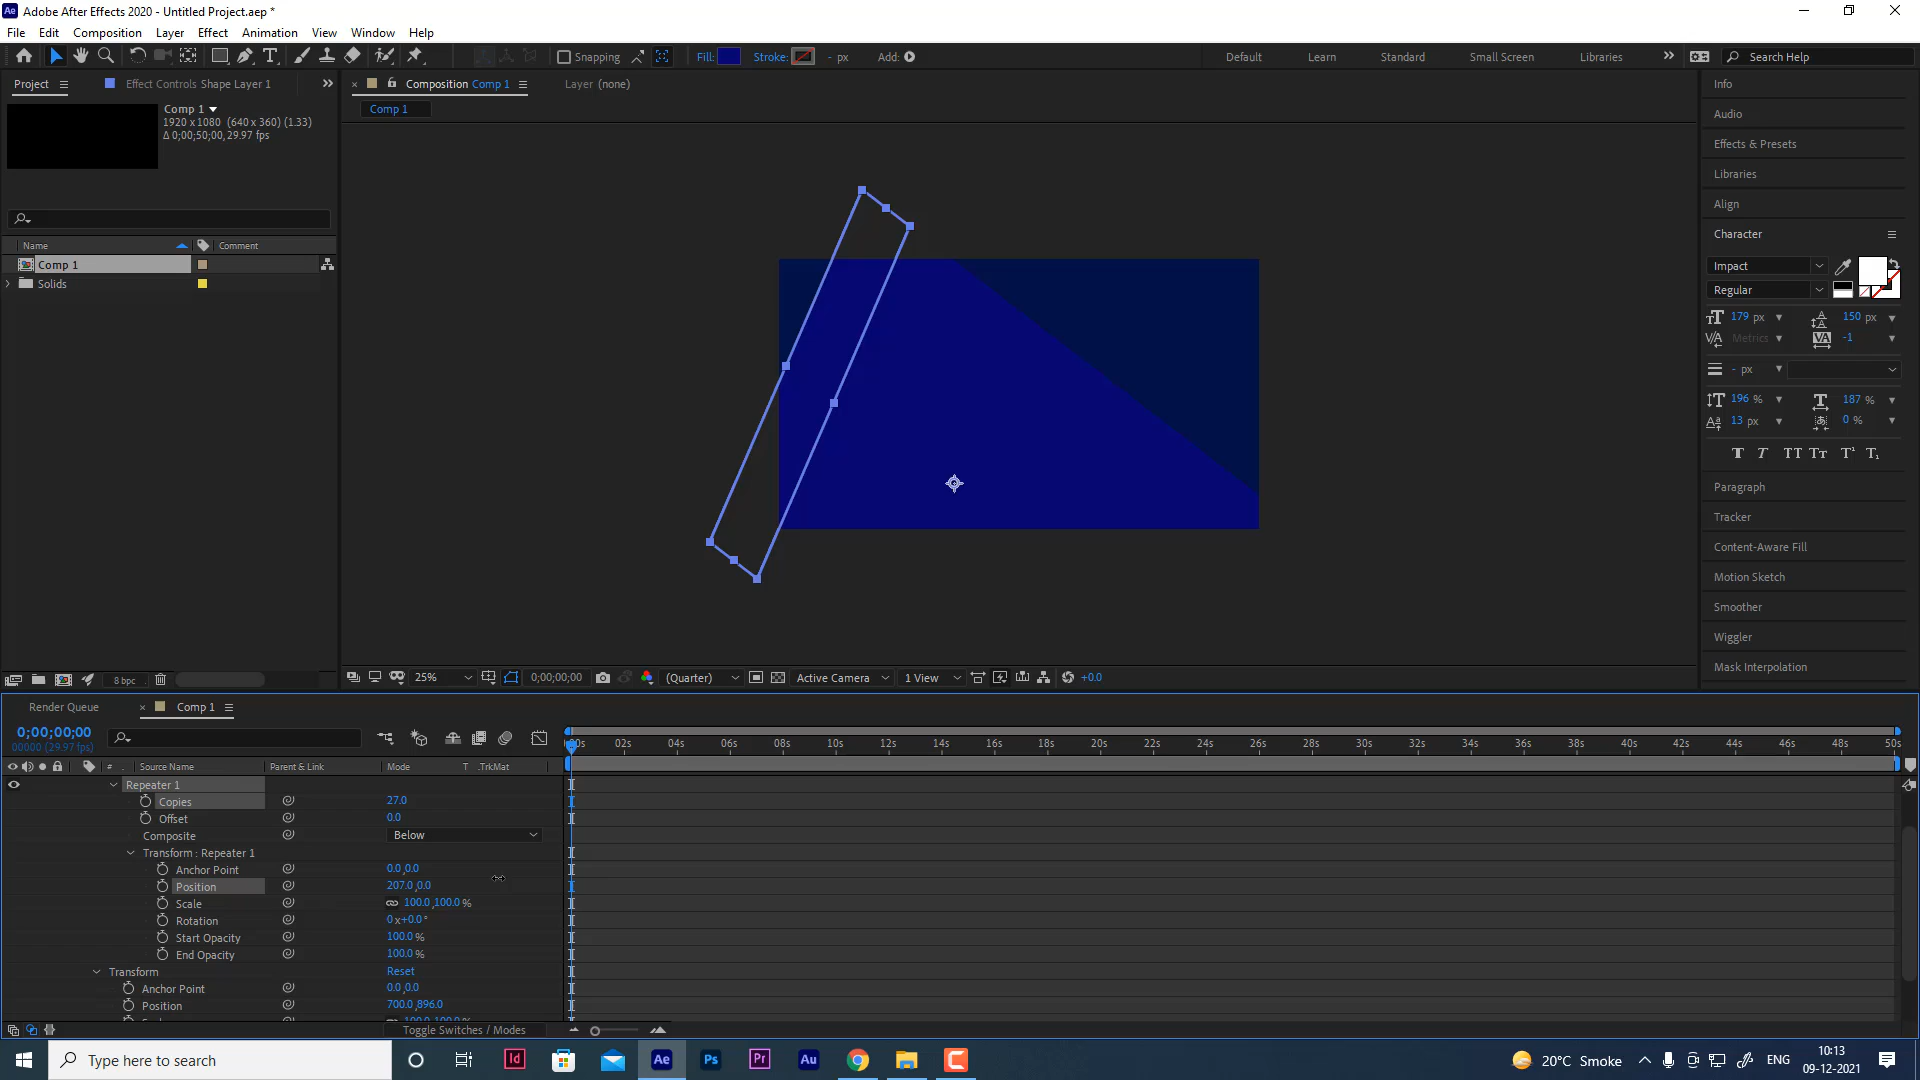 Adobe After Effects 2020 - Untitled Project.aep *
File Edit Composition Layer Effect Animation View Window Help
Snapping Fill: Stroke: - px Add: Default Learn Standard Small Screen Libraries Search Help
Project Effect Controls Shape Layer 1 Composition Comp 1 Layer (none) Info
Comp 1
1920 x 1080 (640 x 360) (1.33)
Δ 0;00;50;00, 29.97 fps
Comp 1
Audio
Effects & Presets
Libraries
Align
Character
Name Comment
Comp 1
Solids
Impact
Regular
179 px 150 px
Metrics -1
- px
196 % 187 %
13 px 0 %
Paragraph
Tracker
Content-Aware Fill
Motion Sketch
Smoother
Wiggler
Mask Interpolation
8 bpc 25% 0;00;00;00 (Quarter) Active Camera 1 View +0.0
Render Queue Comp 1
0;00;00;00
00000 (29.97 fps)
00s 02s 04s 06s 08s 10s 12s 14s 16s 18s 20s 22s 24s 26s 28s 30s 32s 34s 36s 38s 40s 42s 44s 46s 48s 50s
# Source Name Parent & Link Mode T .TrkMat
Repeater 1
Copies 27.0
Offset 0.0
Composite Below
Transform : Repeater 1
Anchor Point 0.0,0.0
Position 207.0,0.0
Scale 100.0,100.0 %
Rotation 0 x+0.0 °
Start Opacity 100.0 %
End Opacity 100.0 %
Transform Reset
Anchor Point 0.0,0.0
Position 700.0,896.0
Toggle Switches / Modes
Type here to search Id Ae Ps Pr Au 20°C Smoke ENG 10:13
09-12-2021